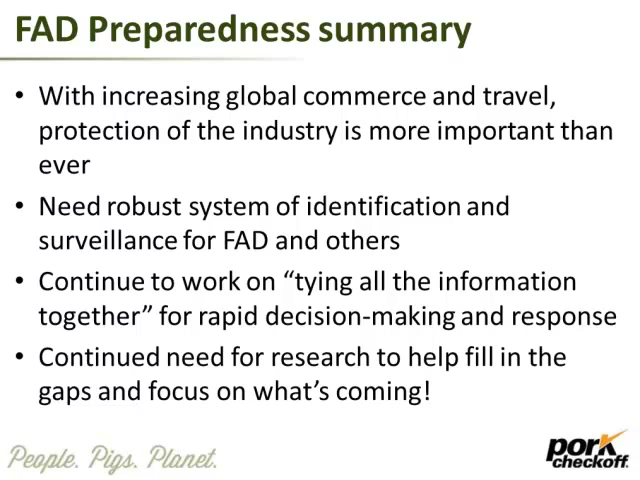 FAD Preparedness summary
• With increasing global commerce and travel,
protection of the industry is more important than
ever
• Need robust system of identification and
surveillance for FAD and others
• Continue to work on “tying all the information
together” for rapid decision-making and response
• Continued need for research to help fill in the
gaps and focus on what’s coming!
People. Pigs. Planet.
pork
checkoff.